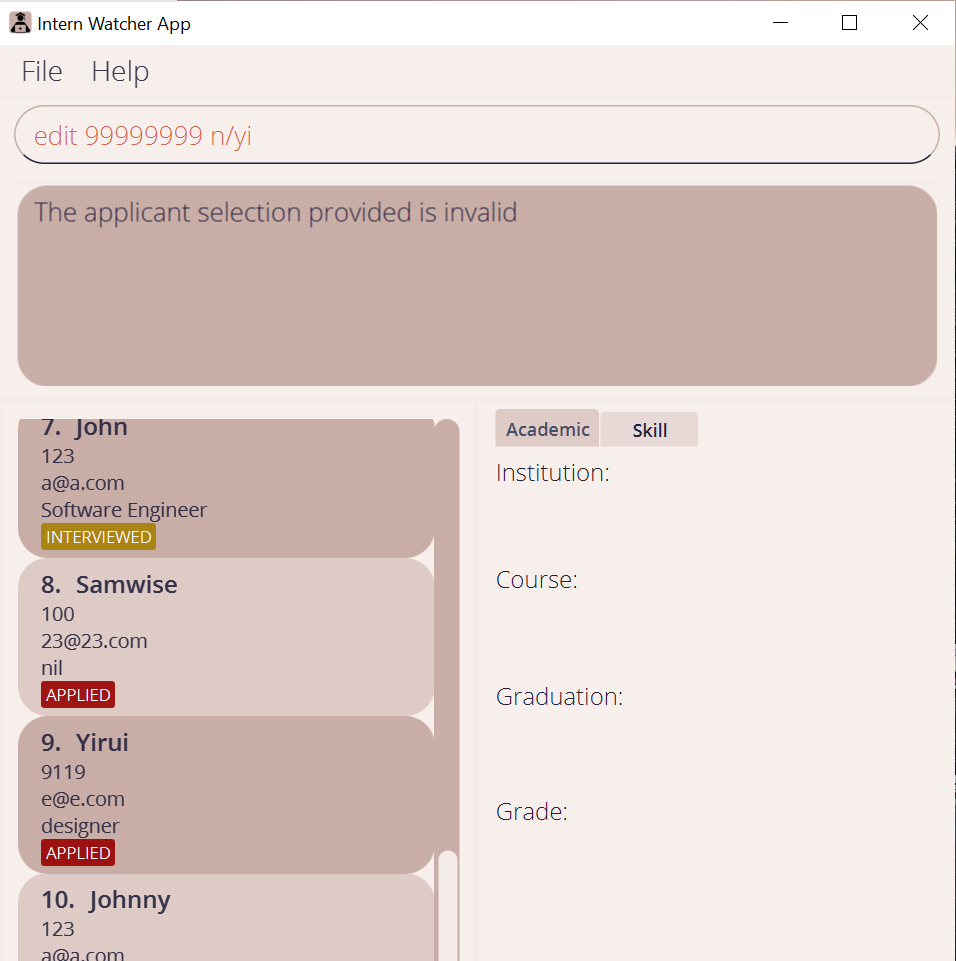 Intern Watcher App
File Help
edit 99999999 n/yi
The applicant selection provided is invalid
7. John
123
a@a.com
Software Engineer
INTERVIEWED
8. Samwise
100
23@23.com
nil
APPLIED
9. Yirui
9119
e@e.com
designer
APPLIED
10. Johnny
123
a@a.com
Academic Skill
Institution:
Course:
Graduation:
Grade: